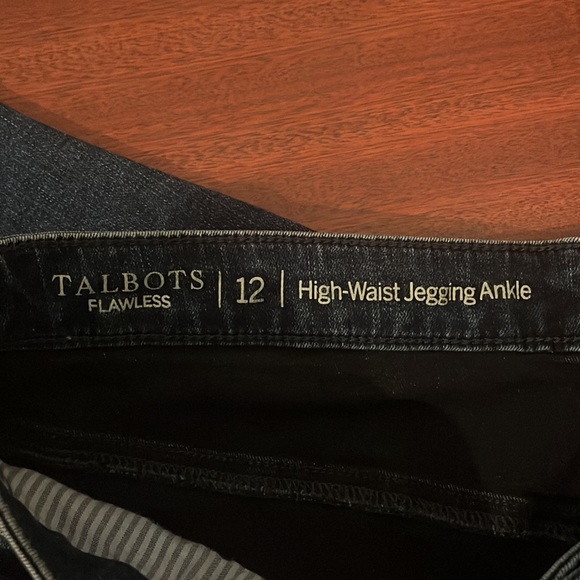 TALBOTS
FLAWLESS | 12 | High-Waist Jegging Ankle